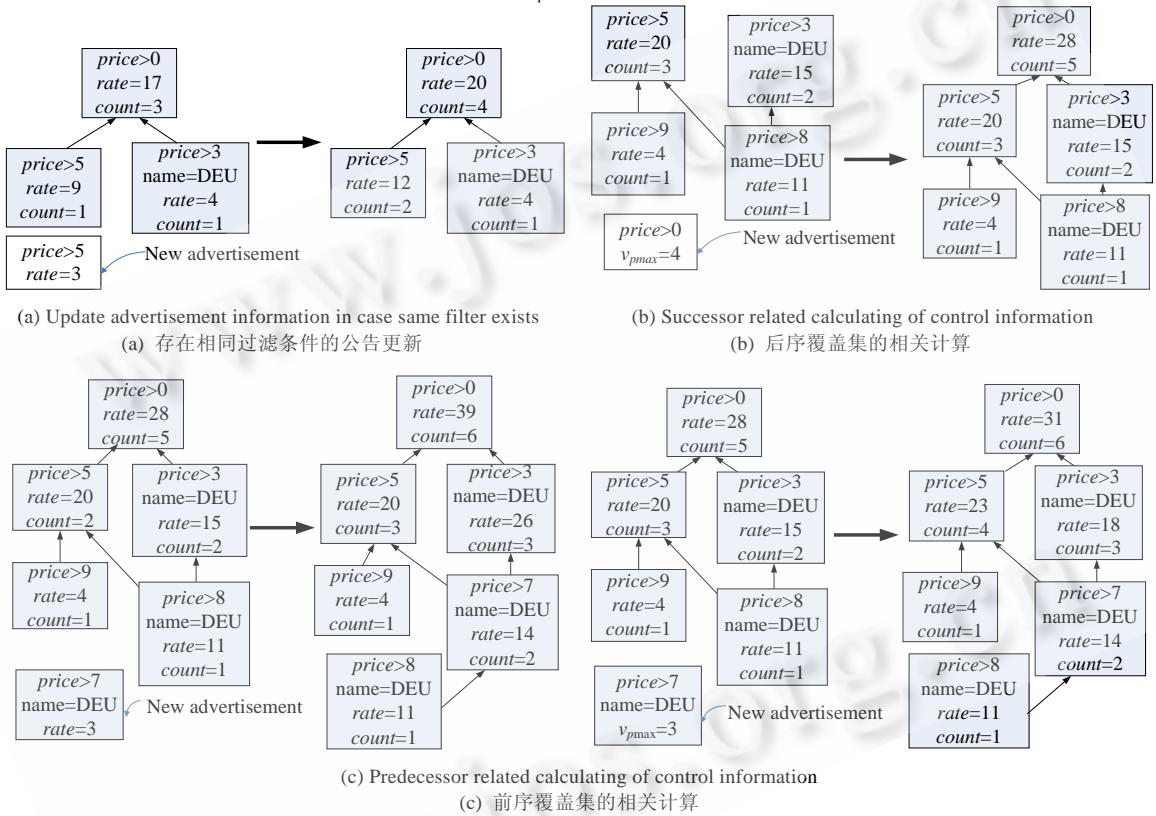 price>0
rate=17
count=3
price>5
rate=9
count=1
price>3
name=DEU
rate=4
count=1
price>5
rate=3
New advertisement
price>0
rate=20
count=4
price>5
rate=12
count=2
price>3
name=DEU
rate=4
count=1
(a) Update advertisement information in case same filter exists
(a) 存在相同过滤条件的公告更新
price>5
rate=20
count=3
price>3
name=DEU
rate=15
count=2
price>9
rate=4
count=1
price>8
name=DEU
rate=11
count=1
price>0
vpmax=4
New advertisement
price>0
rate=28
count=5
price>5
rate=20
count=3
price>3
name=DEU
rate=15
count=2
price>9
rate=4
count=1
price>8
name=DEU
rate=11
count=1
(b) Successor related calculating of control information
(b) 后序覆盖集的相关计算
price>0
rate=28
count=5
price>5
rate=20
count=2
price>3
name=DEU
rate=15
count=2
price>9
rate=4
count=1
price>8
name=DEU
rate=11
count=1
price>7
name=DEU
rate=3
New advertisement
price>0
rate=39
count=6
price>5
rate=20
count=3
price>3
name=DEU
rate=26
count=3
price>9
rate=4
count=1
price>7
name=DEU
rate=14
count=2
price>8
name=DEU
rate=11
count=1
price>0
rate=28
count=5
price>5
rate=20
count=3
price>3
name=DEU
rate=15
count=2
price>9
rate=4
count=1
price>8
name=DEU
rate=11
count=1
price>7
name=DEU
vpmax=3
New advertisement
price>0
rate=31
count=6
price>5
rate=23
count=4
price>3
name=DEU
rate=18
count=3
price>9
rate=4
count=1
price>7
name=DEU
rate=14
count=2
price>8
name=DEU
rate=11
count=1
(c) Predecessor related calculating of control information
(c) 前序覆盖集的相关计算
www.jos.org.cn
jos.org.cn